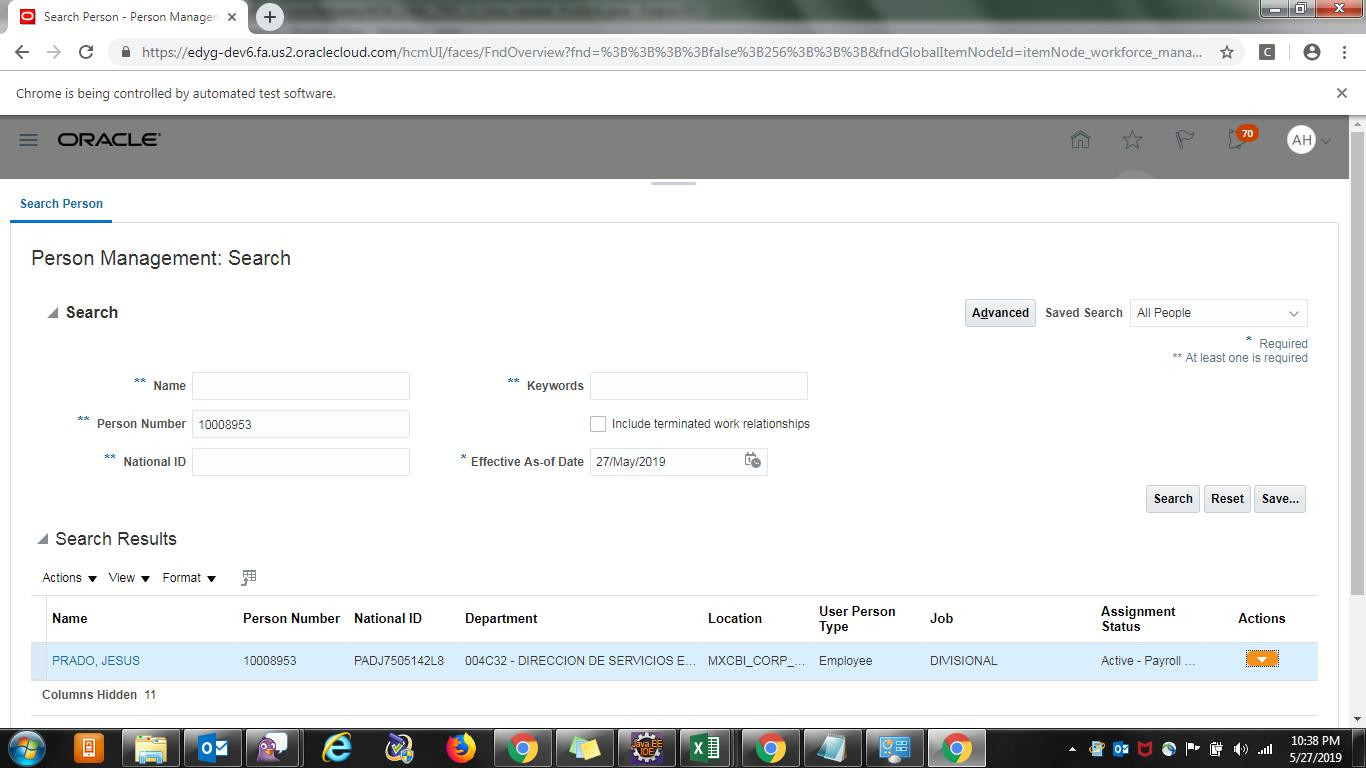 Search Person - Person Managem
https://edyg-dev6.fa.us2.oraclecloud.com/hcmUI/faces/FndOverview?fnd=%3B%3B%3B%3Bfalse%3B256%3B%3B%3B&fndGlobalItemNodeId=itemNode_workforce_mana...
C
Chrome is being controlled by automated test software.
ORACLE
70
AH
Search Person
Person Management: Search
Search
Advanced Saved Search All People
* Required
** At least one is required
** Name ** Keywords
** Person Number 10008953 Include terminated work relationships
** National ID * Effective As-of Date 27/May/2019
Search Reset Save...
Search Results
Actions View Format
Name Person Number National ID Department Location User Person Type Job Assignment Status Actions
PRADO, JESUS 10008953 PADJ7505142L8 004C32 - DIRECCION DE SERVICIOS E... MXCBI_CORP_... Employee DIVISIONAL Active - Payroll ...
Columns Hidden 11
Java EE
IDE
10:38 PM
5/27/2019